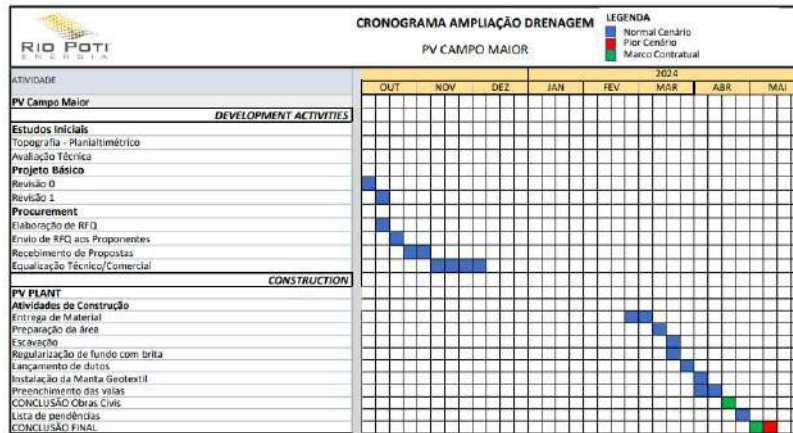 RIO POTI
ENERGIA
CRONOGRAMA AMPLIAÇÃO DRENAGEM
PV CAMPO MAIOR
LEGENDA
Normal Cenário
Pior Cenário
Marco Contratual
ATIVIDADE
2024
OUT NOV DEZ JAN FEV MAR ABR MAI
PV Campo Maior
DEVELOPMENT ACTIVITIES
Estudos Iniciais
Topografia - Planialtimétrico
Avaliação Técnica
Projeto Básico
Revisão 0
Revisão 1
Procurement
Elaboração de RFQ
Envio de RFQ aos Proponentes
Recebimento de Propostas
Equalização Técnico/Comercial
CONSTRUCTION
PV PLANT
Atividades de Construção
Entrega de Material
Preparação da área
Escavação
Regularização de fundo com brita
Lançamento de dutos
Instalação da Manta Geotextil
Preenchimento das valas
CONCLUSÃO Obras Civis
Lista de pendências
CONCLUSÃO FINAL